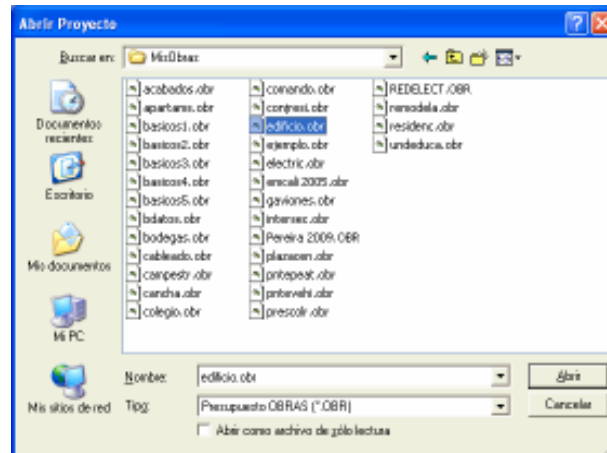 Abrir Proyecto
Buscar en: MisObras
Documentos recientes
Escritorio
Mis documentos
Mi PC
Mis sitios de red
acabados.obr
apartams.obr
basicos1.obr
basicos2.obr
basicos3.obr
basicos4.obr
basicos5.obr
bdatos.obr
bodegas.obr
cableado.obr
campestr.obr
cancha.obr
colegio.obr
comando.obr
edificio.obr
ejemplo.obr
electric.obr
emcali 2005.obr
gaviones.obr
intersec.obr
Pereira 2009.OBR
plazacen.obr
pntepeat.obr
pntevehi.obr
prescolr.obr
REDELECT.OBR
remodela.obr
residenc.obr
undeduca.obr
Nombre: edificio.obr
Abrir
Tipo: Presupuesto OBRAS (*.OBR)
Cancelar
Abrir como archivo de sólo lectura